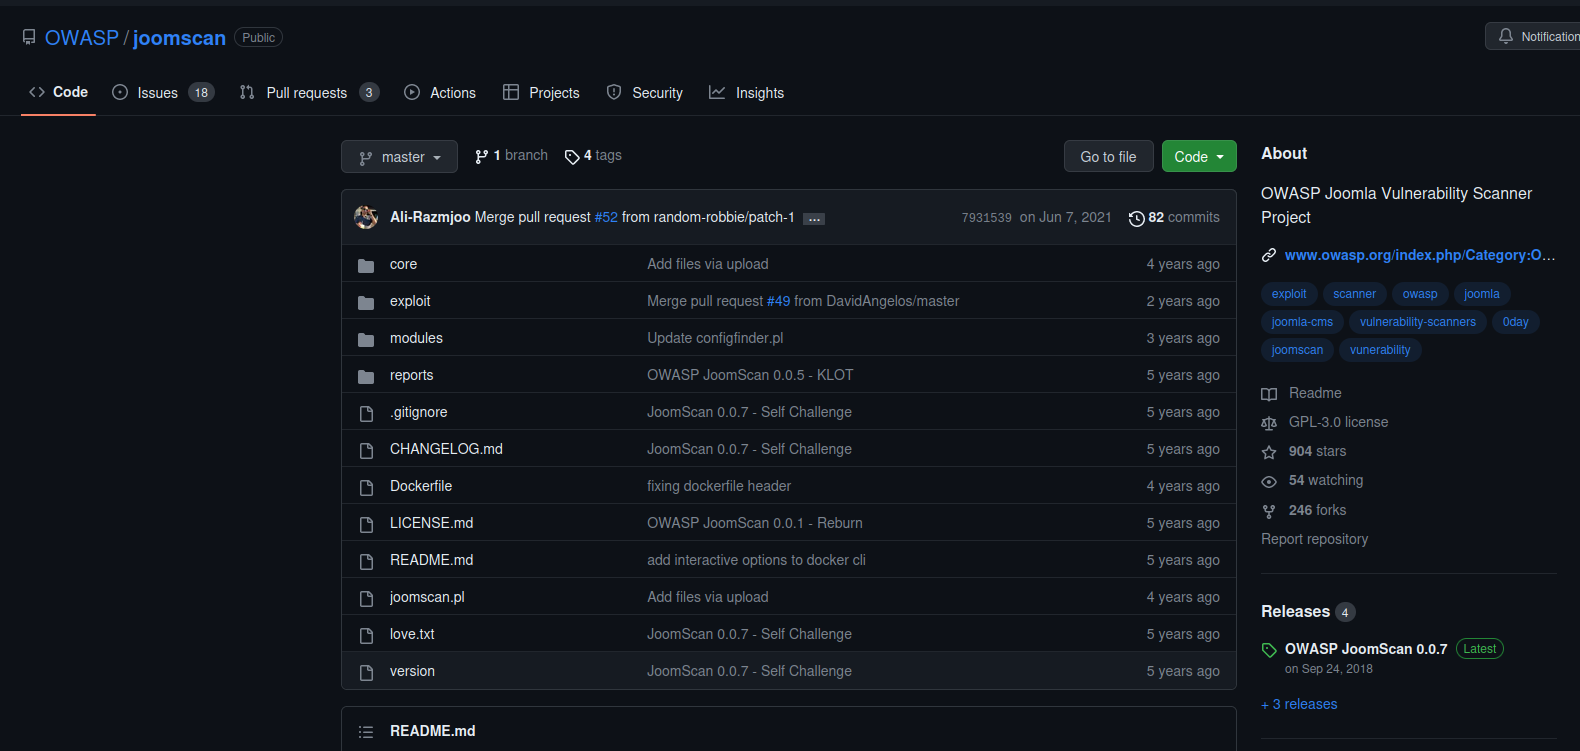 OWASP / joomscan Public
Notification
Code Issues 18 Pull requests 3 Actions Projects Security Insights
master 1 branch 4 tags Go to file Code
Ali-Razmjoo Merge pull request #52 from random-robbie/patch-1 ... 7931539 on Jun 7, 2021 82 commits
core Add files via upload 4 years ago
exploit Merge pull request #49 from DavidAngelos/master 2 years ago
modules Update configfinder.pl 3 years ago
reports OWASP JoomScan 0.0.5 - KLOT 5 years ago
.gitignore JoomScan 0.0.7 - Self Challenge 5 years ago
CHANGELOG.md JoomScan 0.0.7 - Self Challenge 5 years ago
Dockerfile fixing dockerfile header 4 years ago
LICENSE.md OWASP JoomScan 0.0.1 - Reburn 5 years ago
README.md add interactive options to docker cli 5 years ago
joomscan.pl Add files via upload 4 years ago
love.txt JoomScan 0.0.7 - Self Challenge 5 years ago
version JoomScan 0.0.7 - Self Challenge 5 years ago
README.md
About
OWASP Joomla Vulnerability Scanner
Project
www.owasp.org/index.php/Category:O...
exploit scanner owasp joomla
joomla-cms vulnerability-scanners 0day
joomscan vunerability
Readme
GPL-3.0 license
904 stars
54 watching
246 forks
Report repository
Releases 4
OWASP JoomScan 0.0.7 Latest
on Sep 24, 2018
+ 3 releases